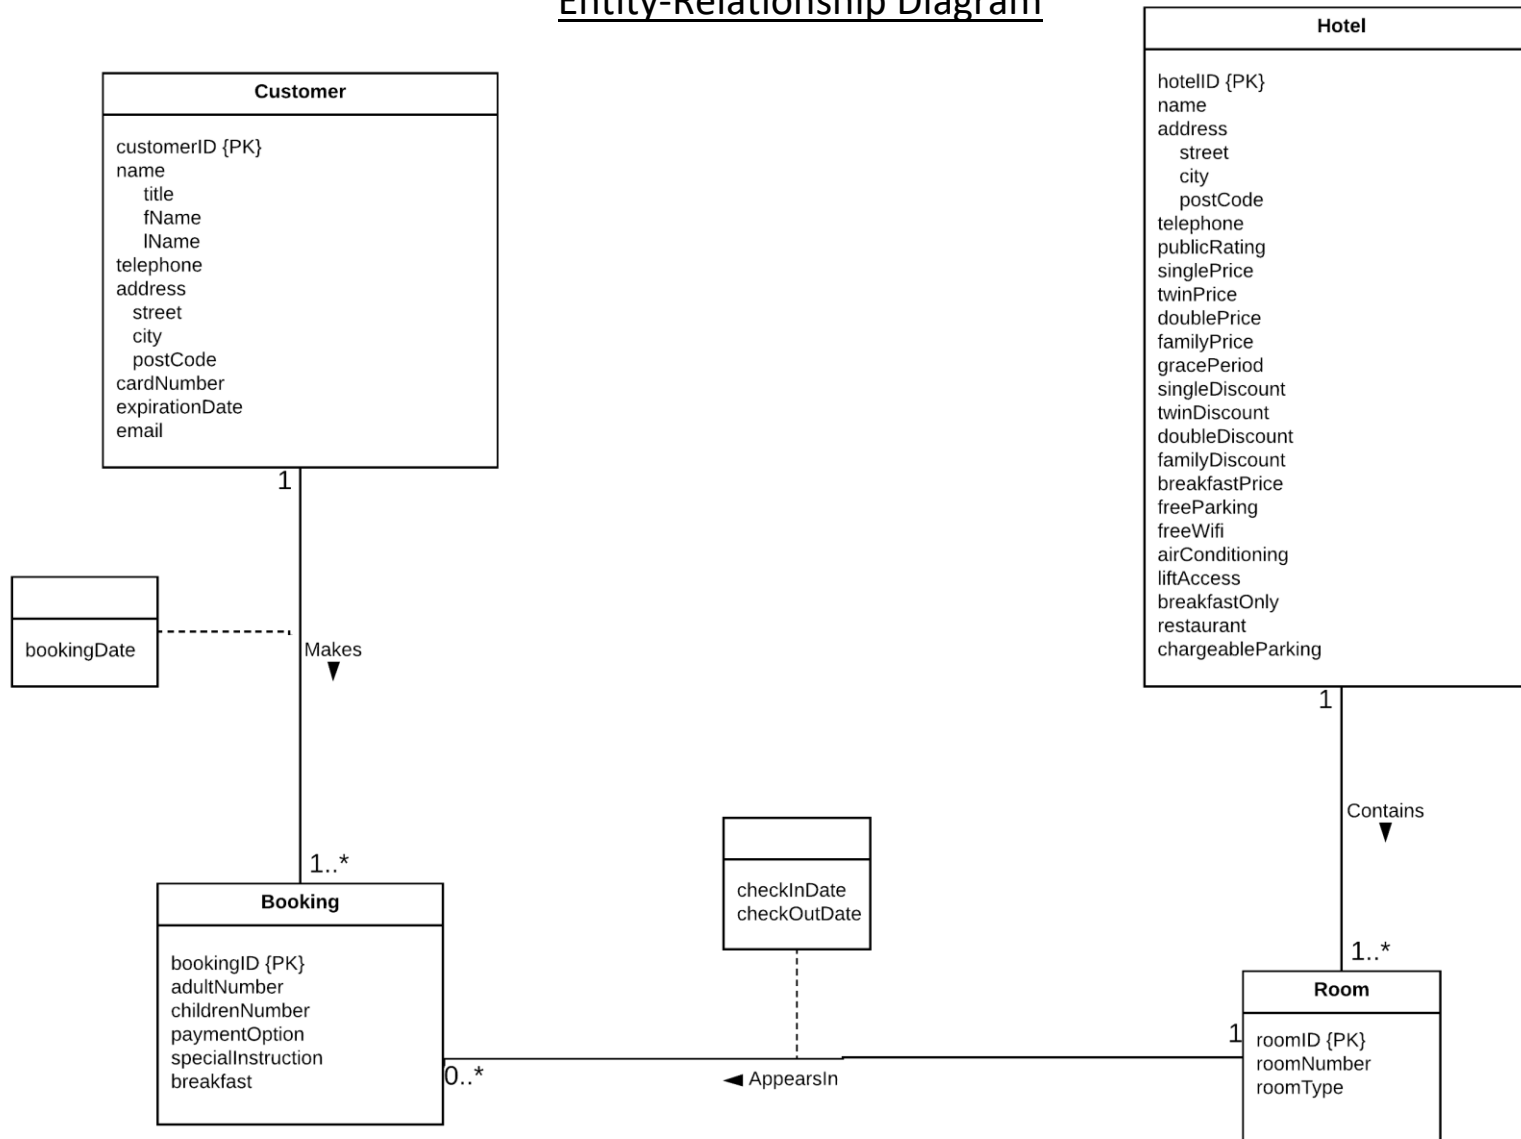 Entity-Relationship Diagram
Customer
customerID {PK}
name
title
fName
lName
telephone
address
street
city
postCode
cardNumber
expirationDate
email
1
bookingDate
Makes
1..*
Booking
bookingID {PK}
adultNumber
childrenNumber
paymentOption
specialInstruction
breakfast
0..*
checkInDate
checkOutDate
AppearsIn
Hotel
hotelID {PK}
name
address
street
city
postCode
telephone
publicRating
singlePrice
twinPrice
doublePrice
familyPrice
gracePeriod
singleDiscount
twinDiscount
doubleDiscount
familyDiscount
breakfastPrice
freeParking
freeWifi
airConditioning
liftAccess
breakfastOnly
restaurant
chargeableParking
1
Contains
1..*
Room
1
roomID {PK}
roomNumber
roomType